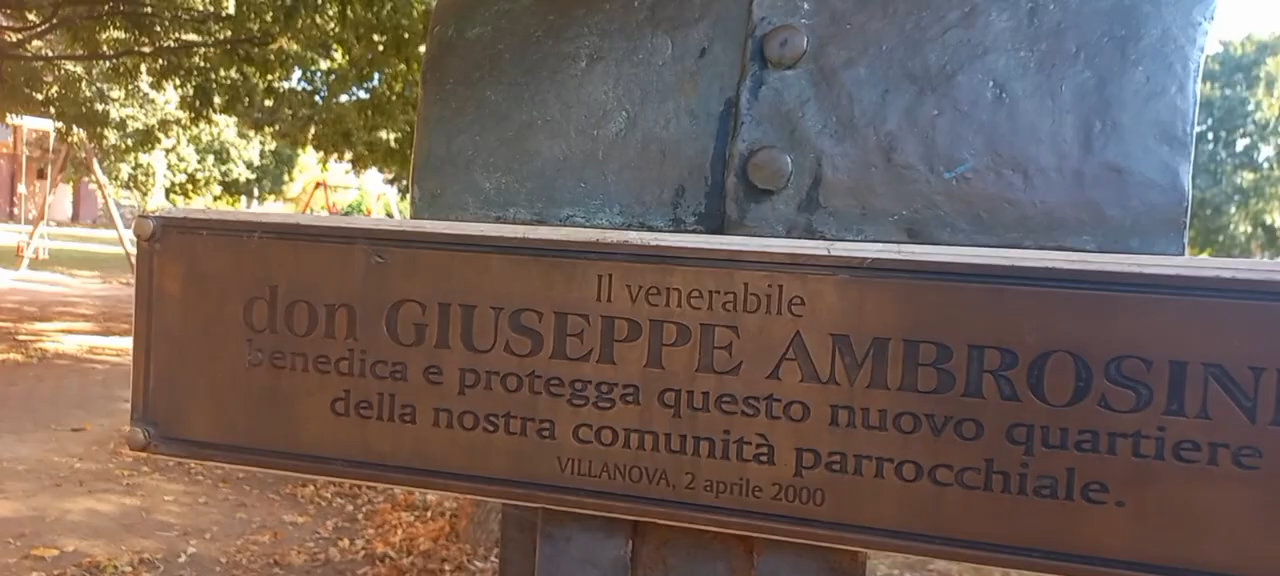 Il venerabile
don GIUSEPPE AMBROSINI
benedica e protegga questo nuovo quartiere
della nostra comunità parrocchiale.
VILLANOVA, 2 aprile 2000